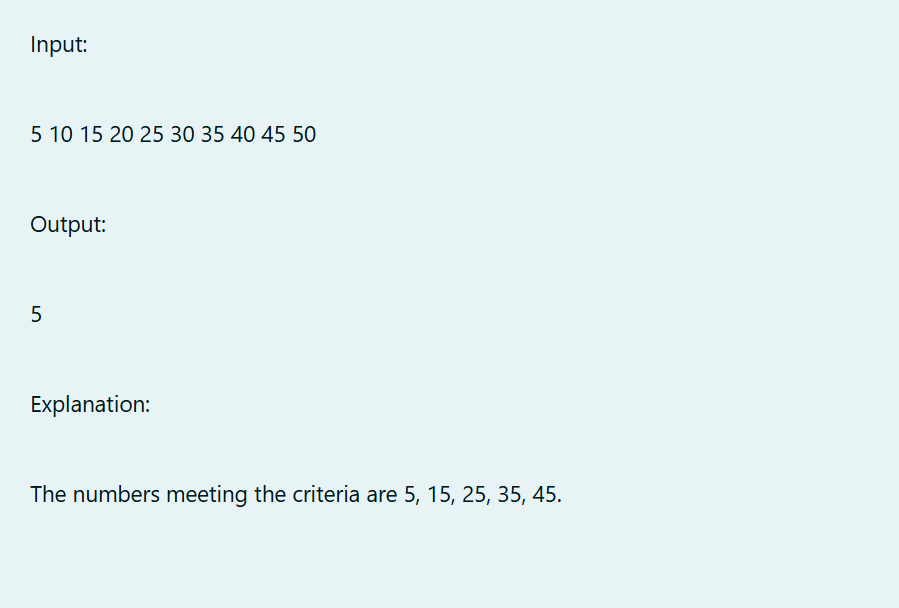 Input:
5 10 15 20 25 30 35 40 45 50
Output:
5
Explanation:
The numbers meeting the criteria are 5, 15, 25, 35, 45.